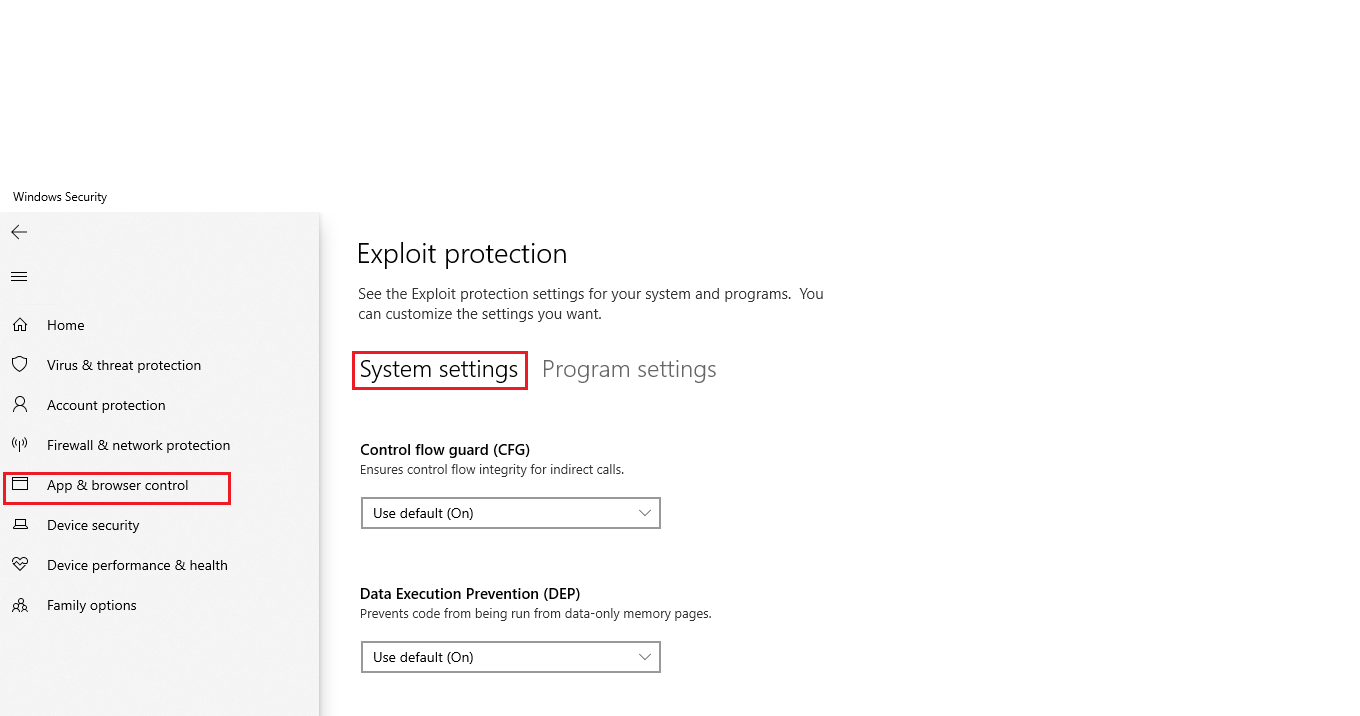 Windows Security
Home
Virus & threat protection
Account protection
Firewall & network protection
App & browser control
Device security
Device performance & health
Family options
Exploit protection
See the Exploit protection settings for your system and programs.  You
can customize the settings you want.
System settings
Program settings
Control flow guard (CFG)
Ensures control flow integrity for indirect calls.
Use default (On)
Data Execution Prevention (DEP)
Prevents code from being run from data-only memory pages.
Use default (On)